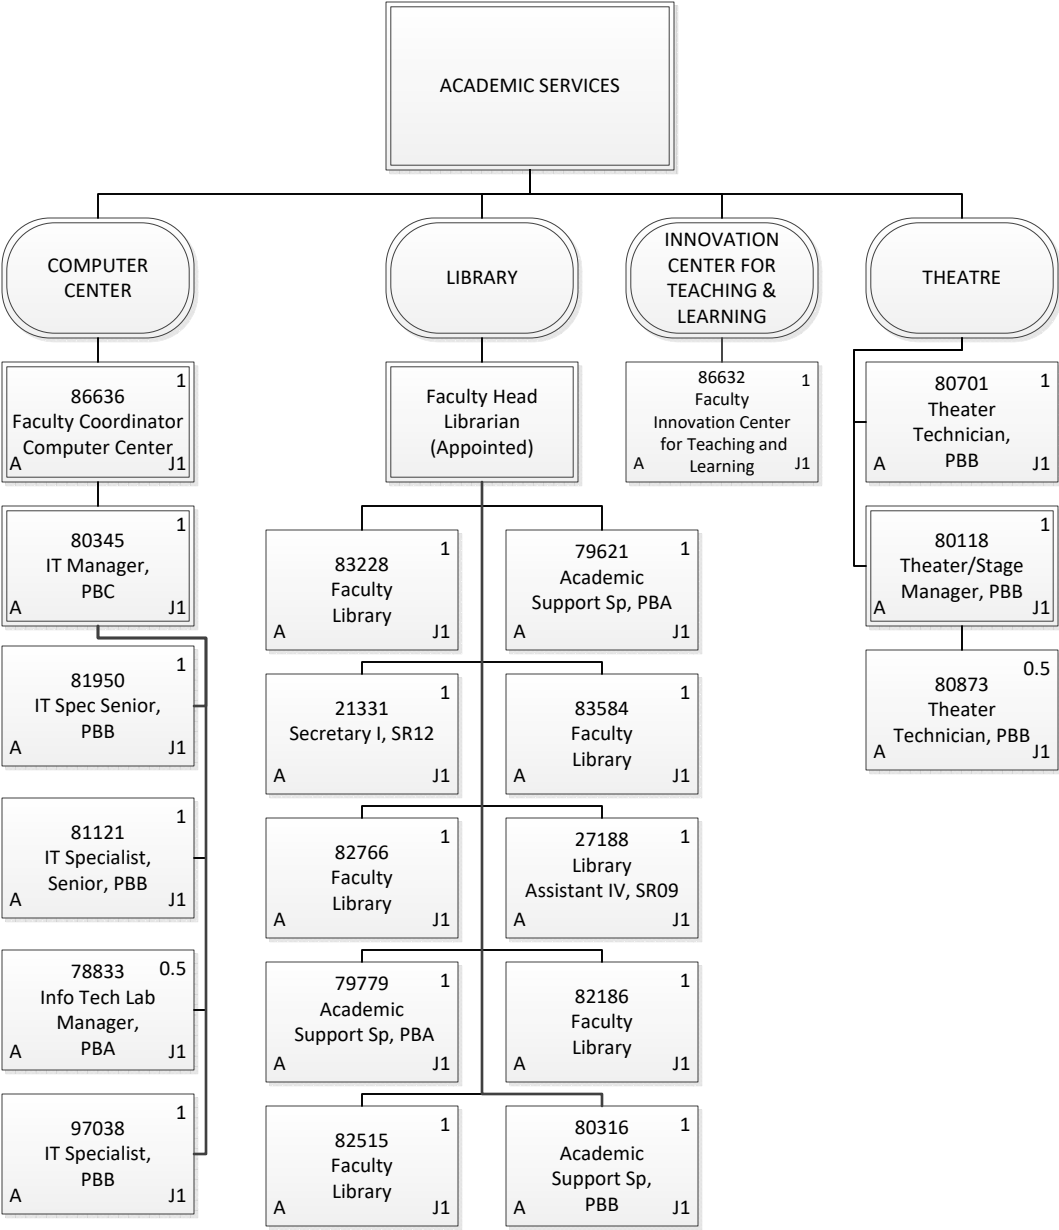 ACADEMIC SERVICES
COMPUTER
CENTER
1
86636
Faculty Coordinator
Computer Center
A J1
1
80345
IT Manager,
PBC
A J1
1
81950
IT Spec Senior,
PBB
A J1
1
81121
IT Specialist,
Senior, PBB
A J1
78833 0.5
Info Tech Lab
Manager,
PBA
A J1
1
97038
IT Specialist,
PBB
A J1
LIBRARY
Faculty Head
Librarian
(Appointed)
1
83228
Faculty
Library
A J1
1
79621
Academic
Support Sp, PBA
A J1
1
21331
Secretary I, SR12
A J1
1
83584
Faculty
Library
A J1
1
82766
Faculty
Library
A J1
1
27188
Library
Assistant IV, SR09
A J1
1
79779
Academic
Support Sp, PBA
A J1
1
82186
Faculty
Library
A J1
1
82515
Faculty
Library
A J1
1
80316
Academic
Support Sp,
PBB
A J1
INNOVATION
CENTER FOR
TEACHING &
LEARNING
86632 1
Faculty
Innovation Center
for Teaching and
Learning
A J1
THEATRE
1
80701
Theater
Technician,
PBB
A J1
1
80118
Theater/Stage
Manager, PBB
A J1
0.5
80873
Theater
Technician, PBB
A J1